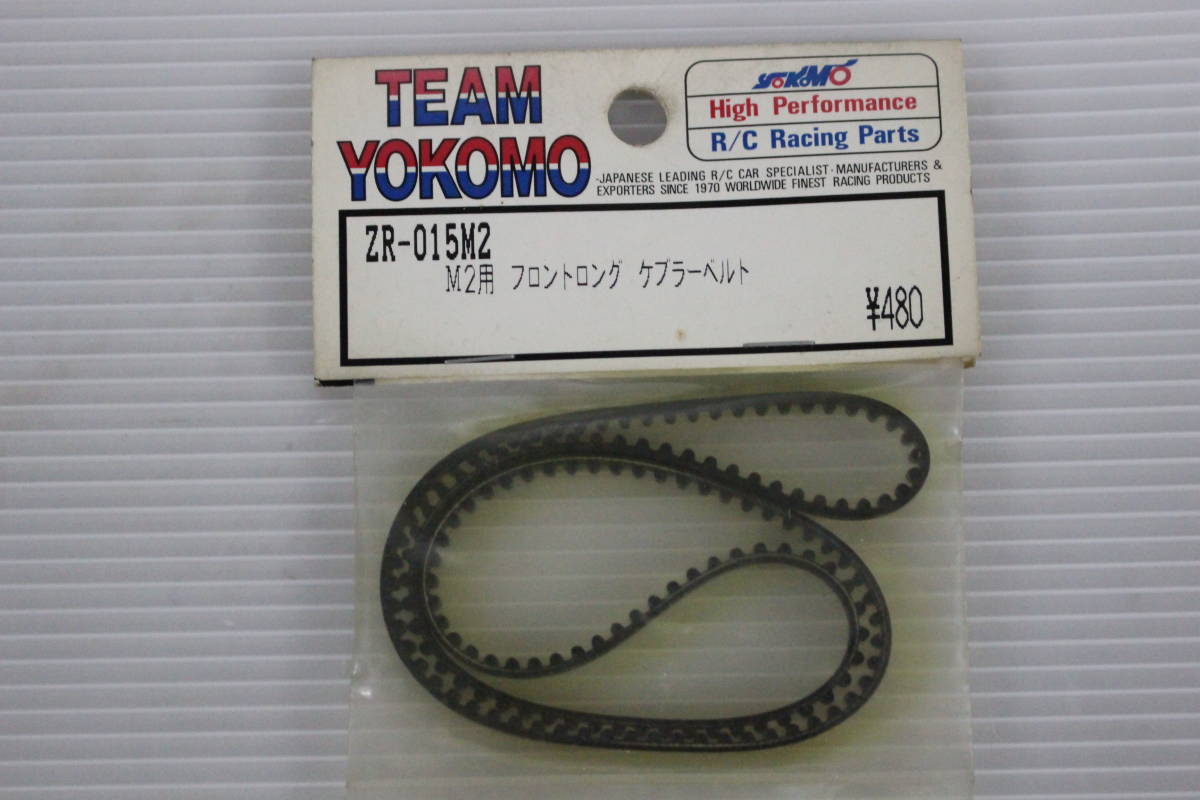 TEAM
YOKOMO
YOKOMO
High Performance
R/C Racing Parts
·JAPANESE LEADING R/C CAR SPECIALIST·MANUFACTURERS &
EXPORTERS SINCE 1970 WORLDWIDE FINEST RACING PRODUCTS
ZR-015M2
M2用 フロントロング ケブラーベルト
¥480